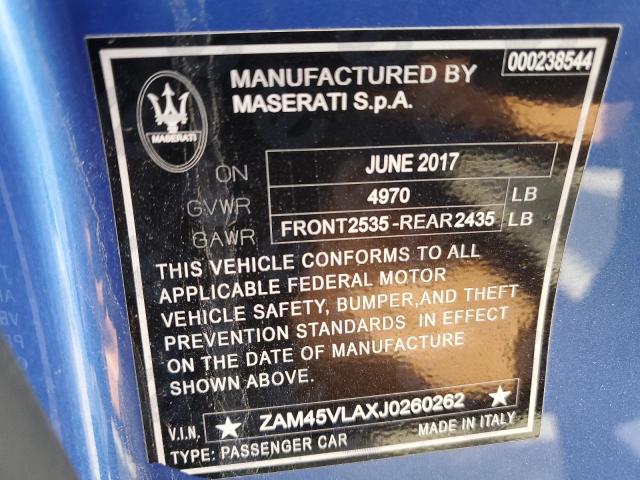 000238544
MANUFACTURED BY
MASERATI S.p.A.
MASERATI
ON JUNE 2017
GVWR 4970 LB
GAWR FRONT2535-REAR2435 LB
THIS VEHICLE CONFORMS TO ALL
APPLICABLE FEDERAL MOTOR
VEHICLE SAFETY, BUMPER,AND THEFT
PREVENTION STANDARDS IN EFFECT
ON THE DATE OF MANUFACTURE
SHOWN ABOVE.
V.I.N. ★ ZAM45VLAXJ0260262 ★
TYPE: PASSENGER CAR MADE IN ITALY